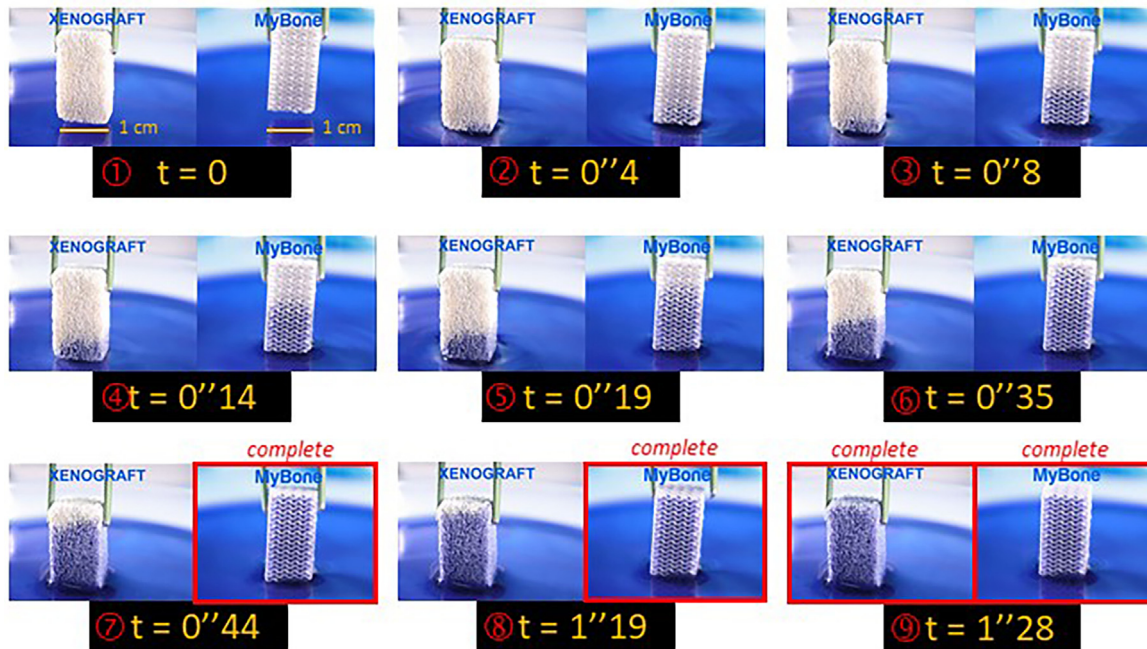 XENOGRAFT MyBone
1 cm 1 cm
① t = 0
XENOGRAFT MyBone
② t = 0''4
XENOGRAFT MyBone
③ t = 0''8
XENOGRAFT MyBone
④ t = 0''14
XENOGRAFT MyBone
⑤ t = 0''19
XENOGRAFT MyBone
⑥ t = 0''35
complete
XENOGRAFT MyBone
⑦ t = 0''44
complete
XENOGRAFT MyBone
⑧ t = 1''19
complete complete
XENOGRAFT MyBone
⑨ t = 1''28